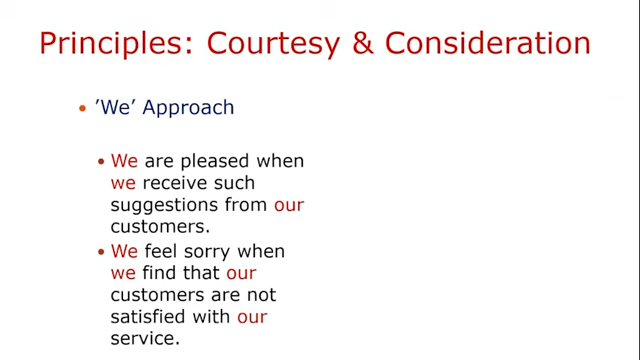 Principles: Courtesy & Consideration
• ’We’ Approach
• We are pleased when
we receive such
suggestions from our
customers.
• We feel sorry when
we find that our
customers are not
satisfied with our
service.